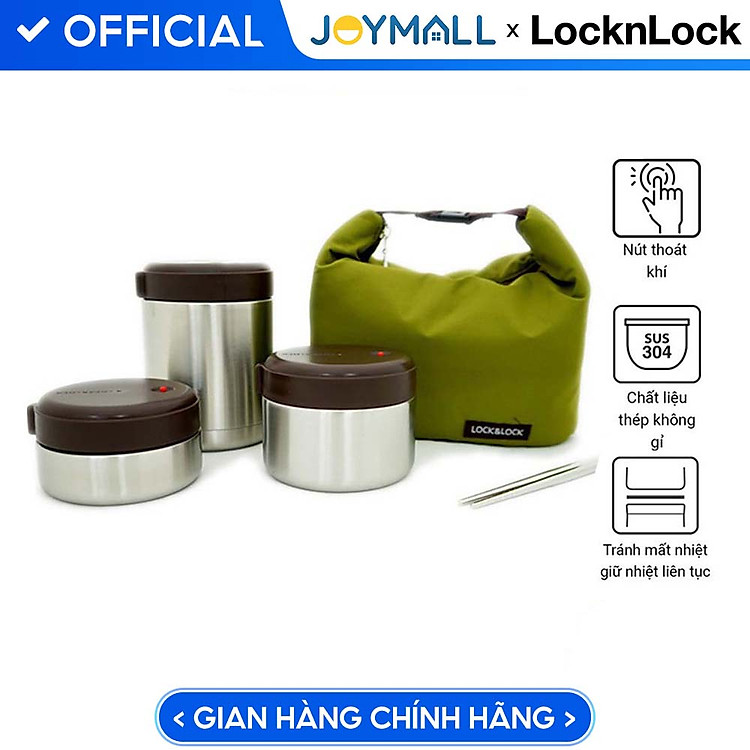 OFFICIAL
JOYMALL x LocknLock
Nút thoát
khí
SUS
304
Chất liệu
thép không
gỉ
LOCK&LOCK
Tránh mất nhiệt
giữ nhiệt liên tục
< GIAN HÀNG CHÍNH HÃNG >